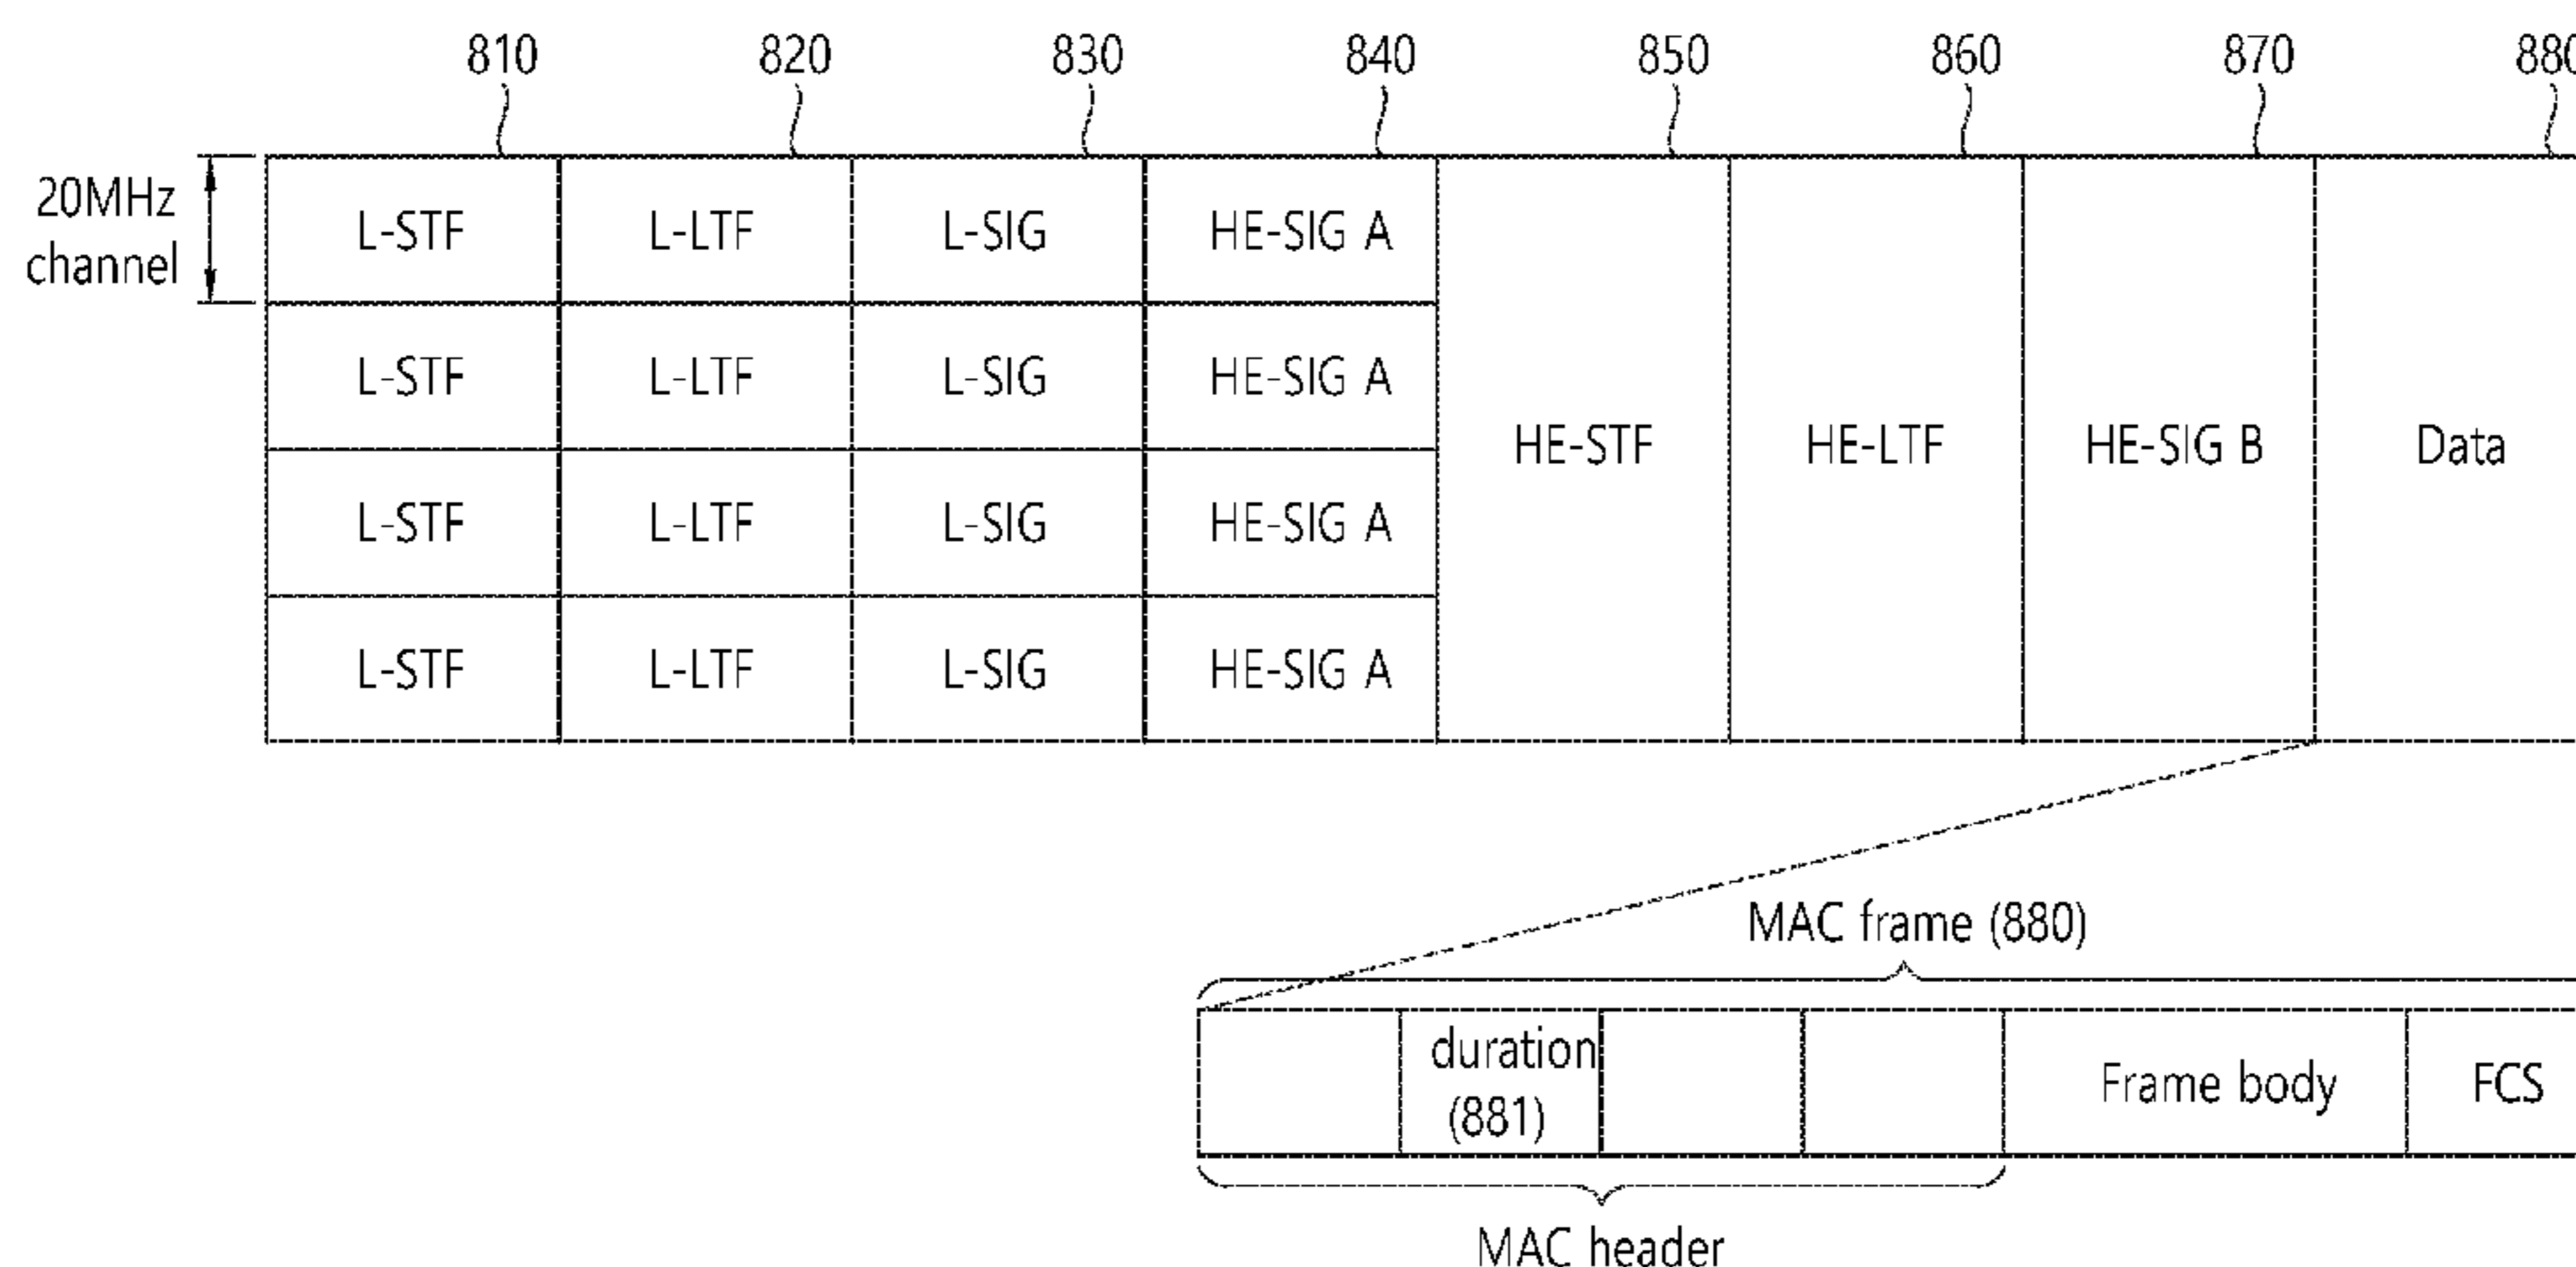 810 820 830 840 850 860 870 880
20MHz
channel
L-STF L-LTF L-SIG HE-SIG A
L-STF L-LTF L-SIG HE-SIG A
HE-STF HE-LTF HE-SIG B Data
L-STF L-LTF L-SIG HE-SIG A
L-STF L-LTF L-SIG HE-SIG A
MAC frame (880)
duration
(881)
Frame body FCS
MAC header